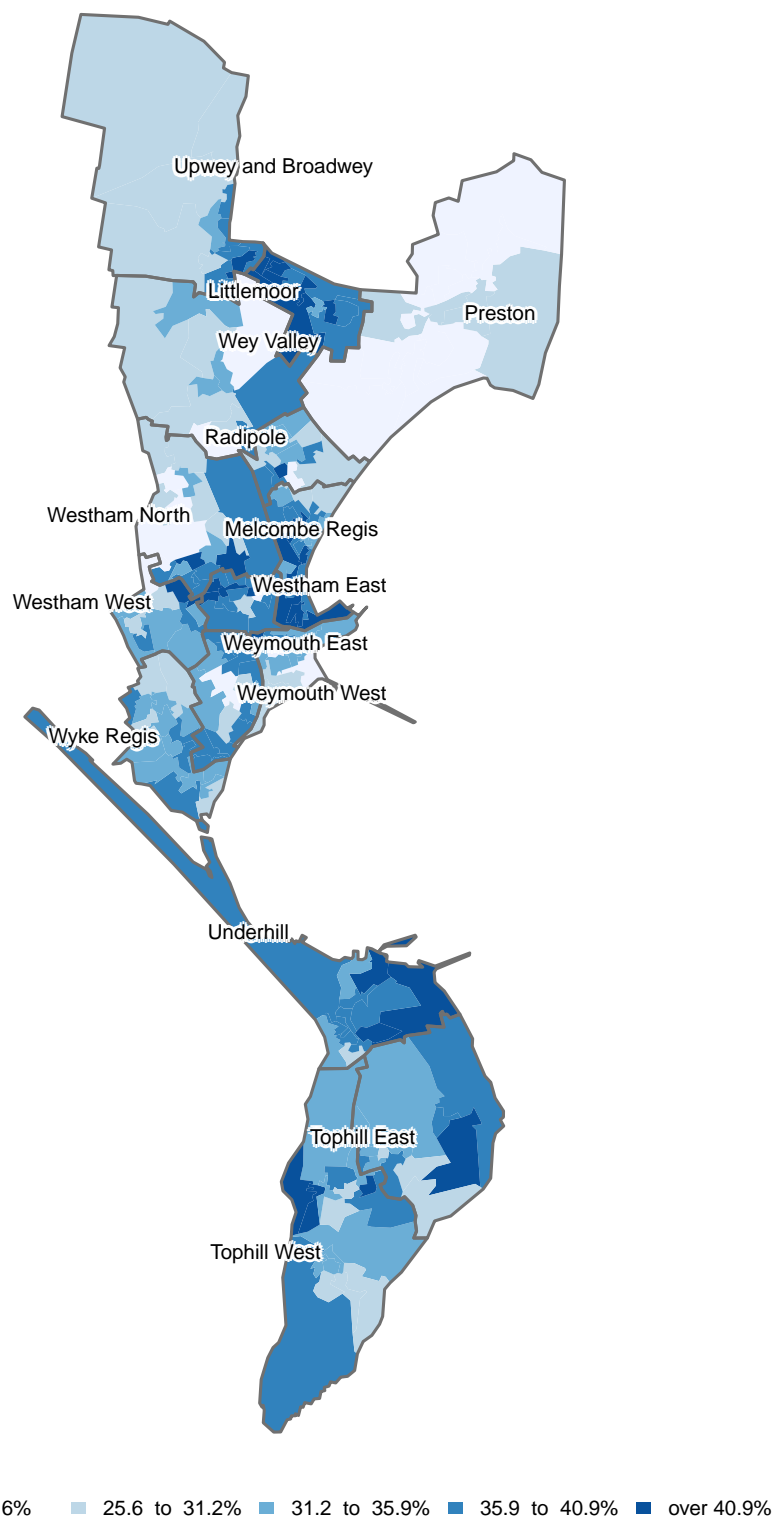 Upwey and Broadwey
Littlemoor
Preston
Wey Valley
Radipole
Westham North
Melcombe Regis
Westham East
Westham West
Weymouth East
Weymouth West
Wyke Regis
Underhill
Tophill East
Tophill West
6% 25.6 to 31.2% 31.2 to 35.9% 35.9 to 40.9% over 40.9%